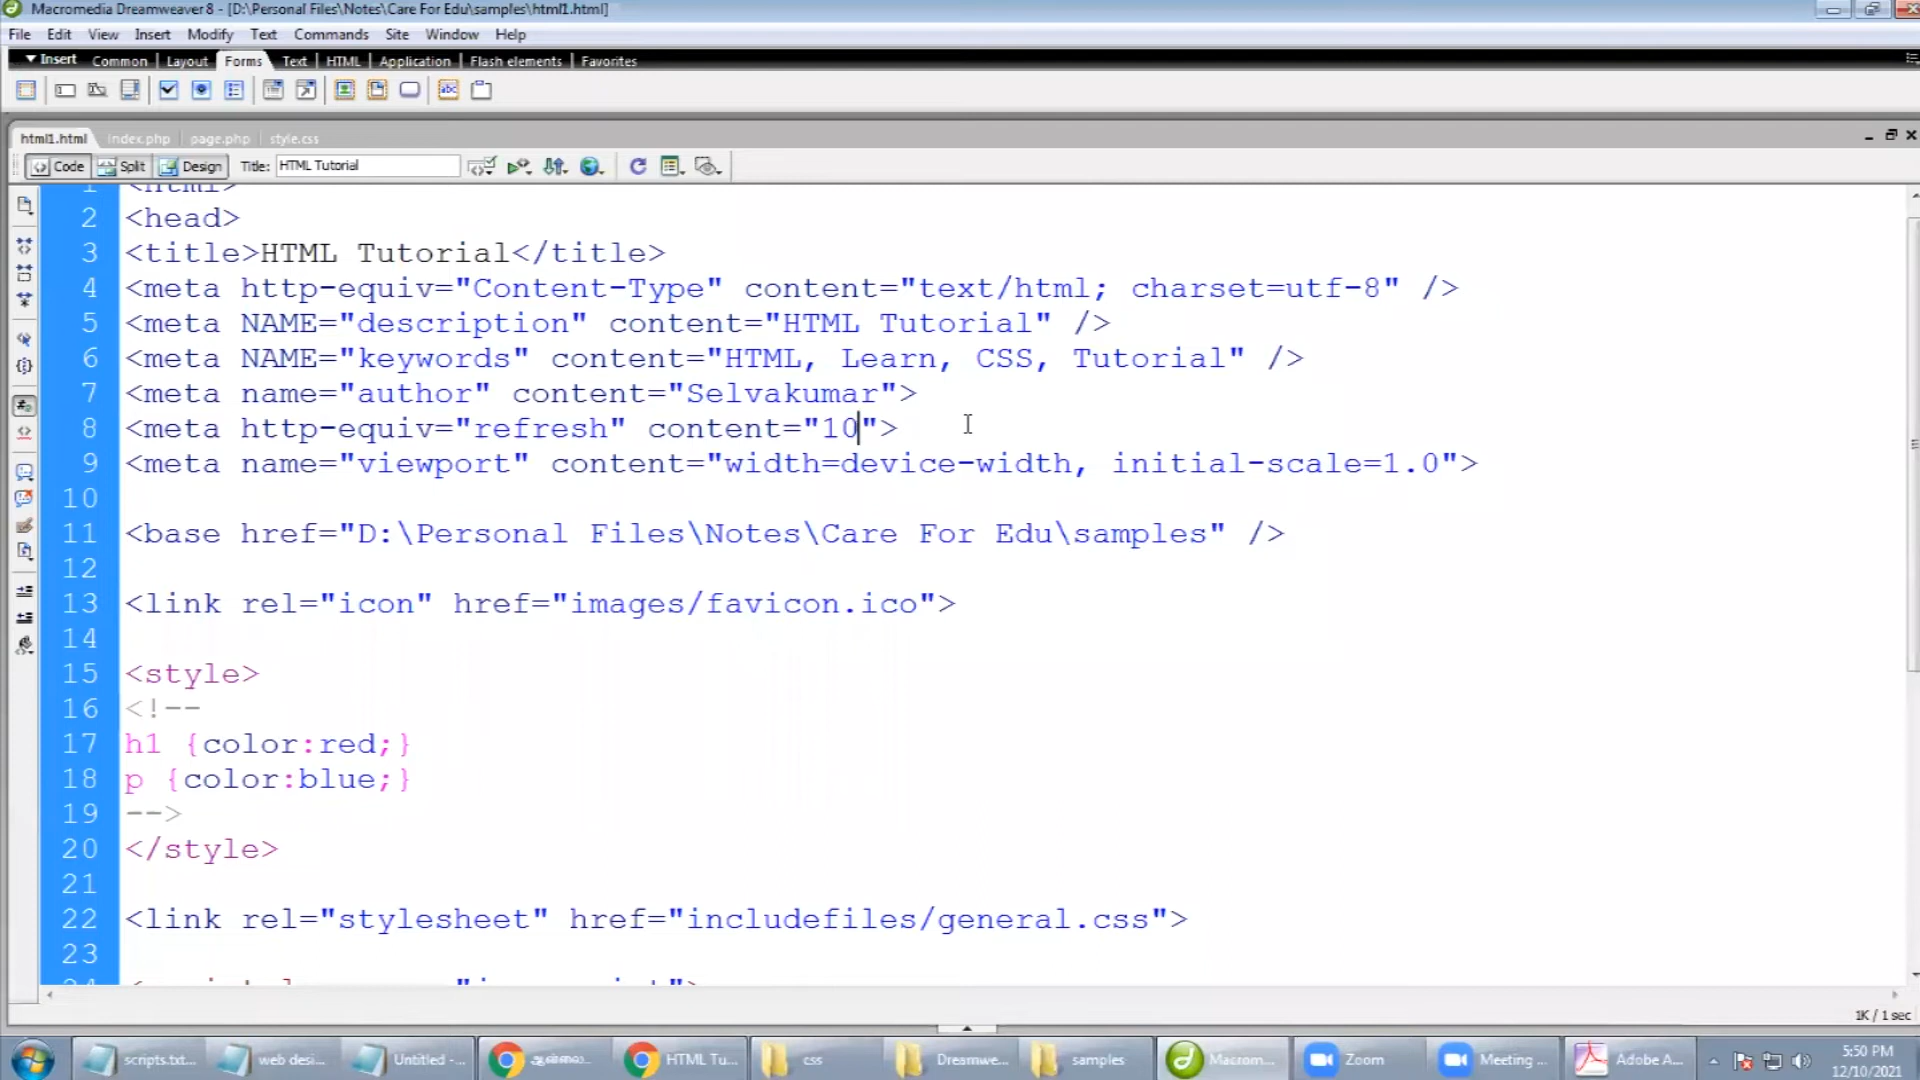 Macromedia Dreamweaver 8 - [D:\Personal Files\Notes\Care For Edu\samples\html1.html]
File Edit View Insert Modify Text Commands Site Window Help
▼ Insert Common Layout Forms Text HTML Application Flash elements Favorites
html1.html index.php page.php style.css
Code Split Design Title: HTML Tutorial
1 <html>
2 <head>
3 <title>HTML Tutorial</title>
4 <meta http-equiv="Content-Type" content="text/html; charset=utf-8" />
5 <meta NAME="description" content="HTML Tutorial" />
6 <meta NAME="keywords" content="HTML, Learn, CSS, Tutorial" />
7 <meta name="author" content="Selvakumar">
8 <meta http-equiv="refresh" content="10">
9 <meta name="viewport" content="width=device-width, initial-scale=1.0">
10
11 <base href="D:\Personal Files\Notes\Care For Edu\samples" />
12
13 <link rel="icon" href="images/favicon.ico">
14
15 <style>
16 <!--
17 h1 {color:red;}
18 p {color:blue;}
19 -->
20 </style>
21
22 <link rel="stylesheet" href="includefiles/general.css">
23
1K / 1 sec
scripts.txt... web desi... Untitled -... HTML Tu... css Dreamwe... samples Macrom... Zoom Meeting ... Adobe A...
5:50 PM
12/10/2021